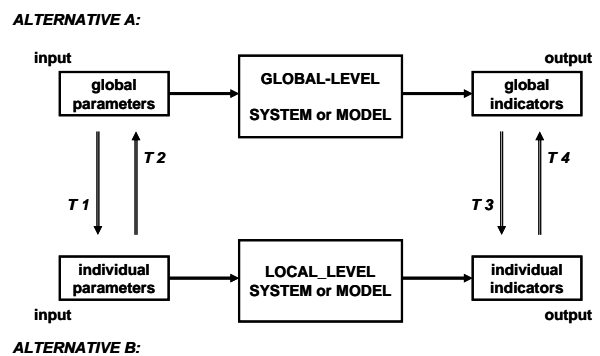 ALTERNATIVE A:
input
output
global
parameters
GLOBAL-LEVEL
SYSTEM or MODEL
global
indicators
T 2
T 4
T 1
T 3
individual
parameters
LOCAL_LEVEL
SYSTEM or MODEL
individual
indicators
input
output
ALTERNATIVE B: